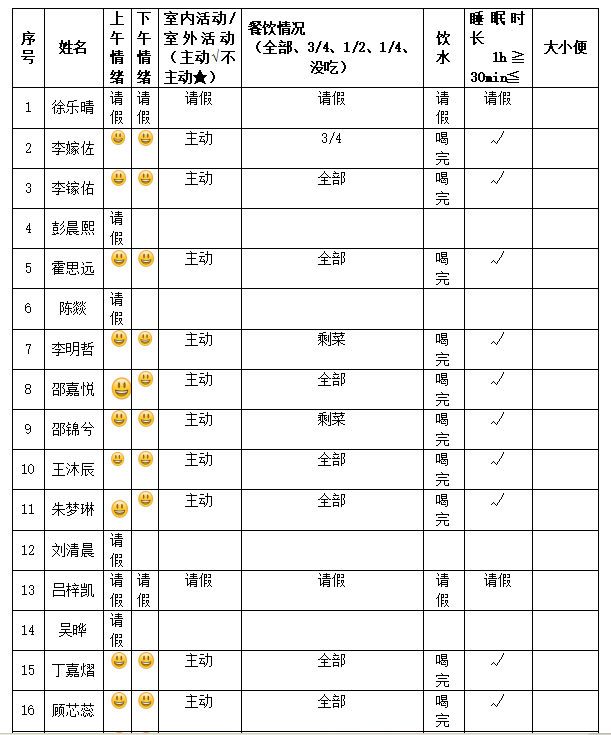 序号 姓名 上午情绪 下午情绪 室内活动/室外活动（主动√不主动★） 餐饮情况（全部、3/4、1/2、1/4、没吃） 饮水 睡眠时长 1h≧ 30min≦ 大小便
1 徐乐晴 请假 请假 请假 请假 请假 请假
2 李嫁佐 😃 😃 主动 3/4 喝完 √
3 李镓佑 😃 😃 主动 全部 喝完 √
4 彭晨熙 请假
5 霍思远 😃 😃 主动 全部 喝完 √
6 陈燚 请假
7 李明哲 😃 😃 主动 剩菜 喝完 √
8 邵嘉悦 😃 😃 主动 全部 喝完 √
9 邵锦兮 😃 😃 主动 剩菜 喝完 √
10 王沐辰 😃 😃 主动 全部 喝完 √
11 朱梦琳 😃 😃 主动 全部 喝完 √
12 刘清晨 请假
13 吕梓凯 请假 请假 请假 请假 请假 请假
14 吴晔 请假
15 丁嘉熠 😃 😃 主动 全部 喝完 √
16 顾芯蕊 😃 😃 主动 全部 喝完 √